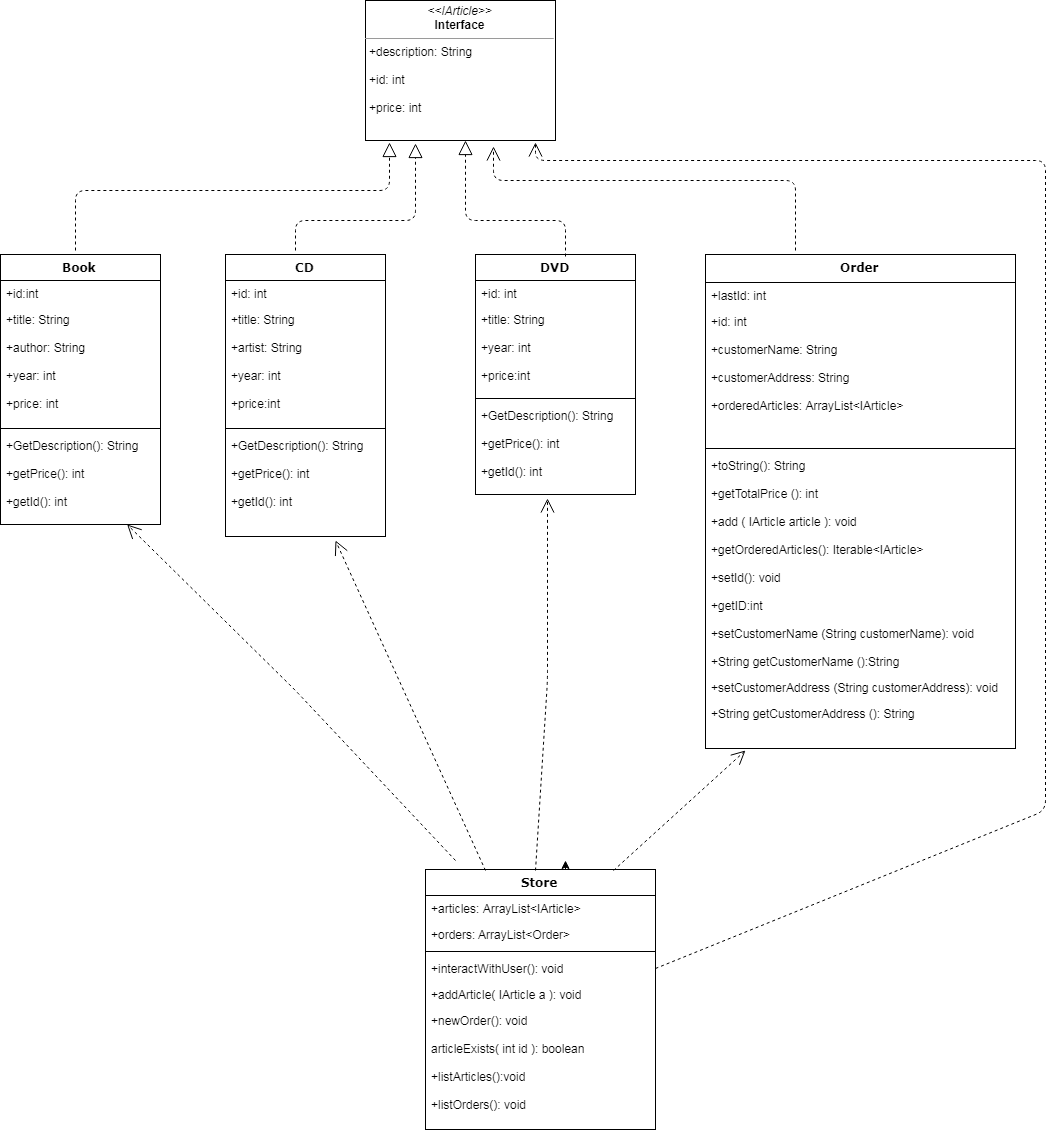 <<IArticle>>
Interface
+description: String
+id: int
+price: int
Book
+id:int
+title: String
+author: String
+year: int
+price: int
+GetDescription(): String
+getPrice(): int
+getId(): int
CD
+id: int
+title: String
+artist: String
+year: int
+price:int
+GetDescription(): String
+getPrice(): int
+getId(): int
DVD
+id: int
+title: String
+year: int
+price:int
+GetDescription(): String
+getPrice(): int
+getId(): int
Order
+lastId: int
+id: int
+customerName: String
+customerAddress: String
+orderedArticles: ArrayList<IArticle>
+toString(): String
+getTotalPrice (): int
+add ( IArticle article ): void
+getOrderedArticles(): Iterable<IArticle>
+setId(): void
+getID:int
+setCustomerName (String customerName): void
+String getCustomerName ():String
+setCustomerAddress (String customerAddress): void
+String getCustomerAddress (): String
Store
+articles: ArrayList<IArticle>
+orders: ArrayList<Order>
+interactWithUser(): void
+addArticle( IArticle a ): void
+newOrder(): void
articleExists( int id ): boolean
+listArticles():void
+listOrders(): void